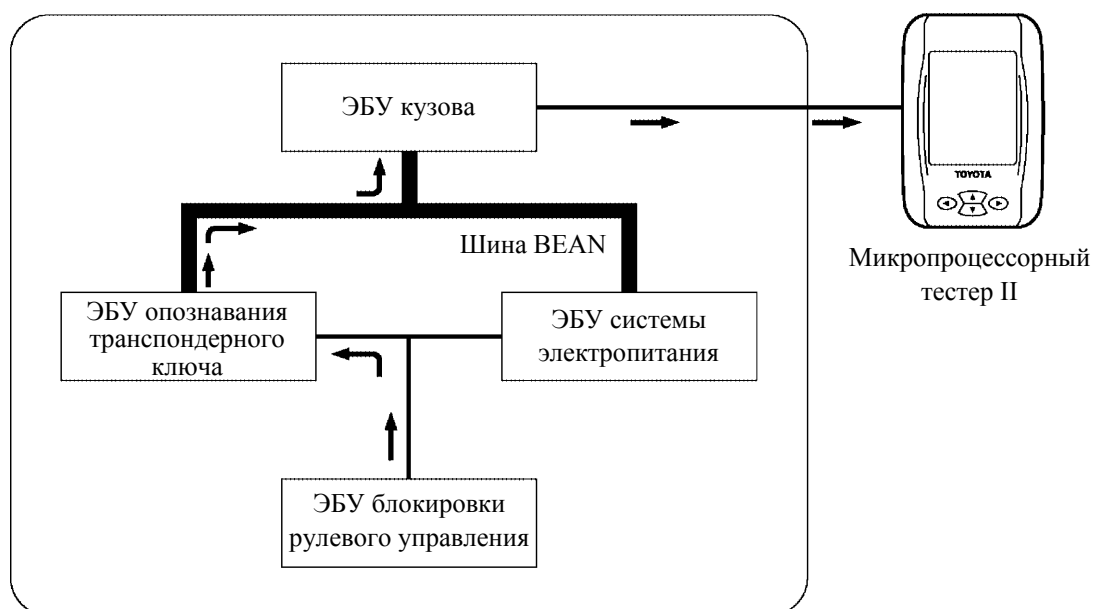 ЭБУ кузова
TOYOTA
Шина BEAN
Микропроцессорный
тестер II
ЭБУ опознавания
транспондерного
ключа
ЭБУ системы
электропитания
ЭБУ блокировки
рулевого управления